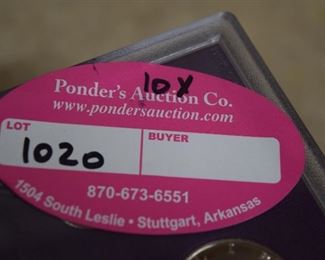 10X
Ponder's Auction Co.
www.pondersauction.com
LOT
BUYER
1020
870-673-6551
1504 South Leslie • Stuttgart, Arkansas